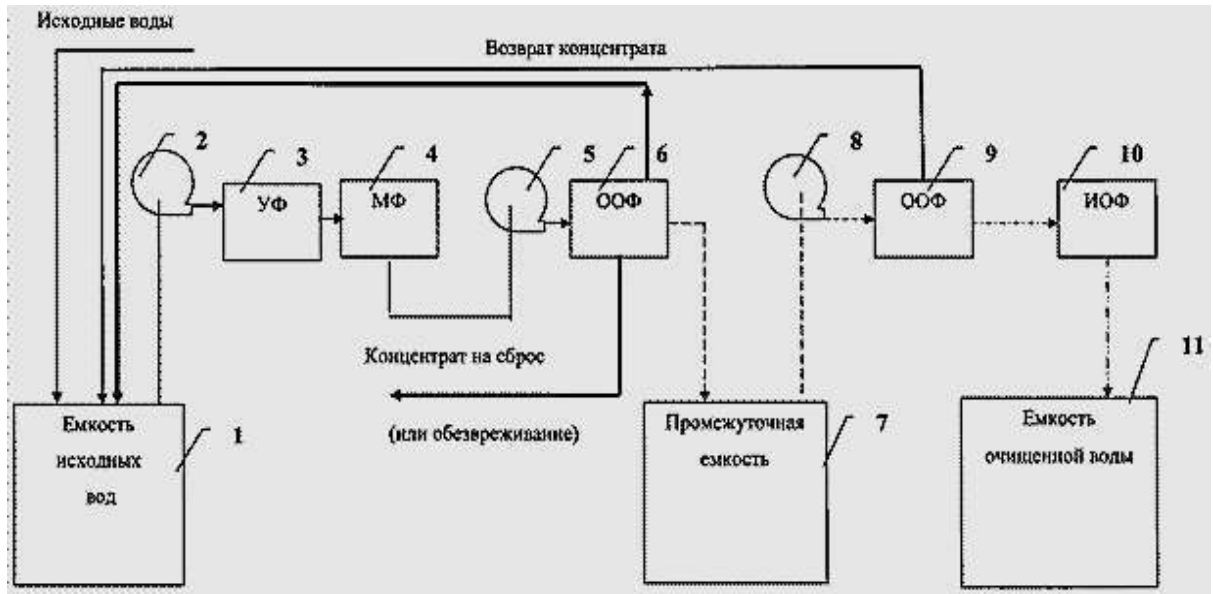 Исходные воды
Возврат концентрата
2
3
4
5
6
8
9
10
УФ
МФ
ООФ
ООФ
ИОФ
Концентрат на сброс
(или обезвреживание)
11
Емкость
исходных
вод
1
Промежуточная
емкость
7
Емкость
очищенной воды